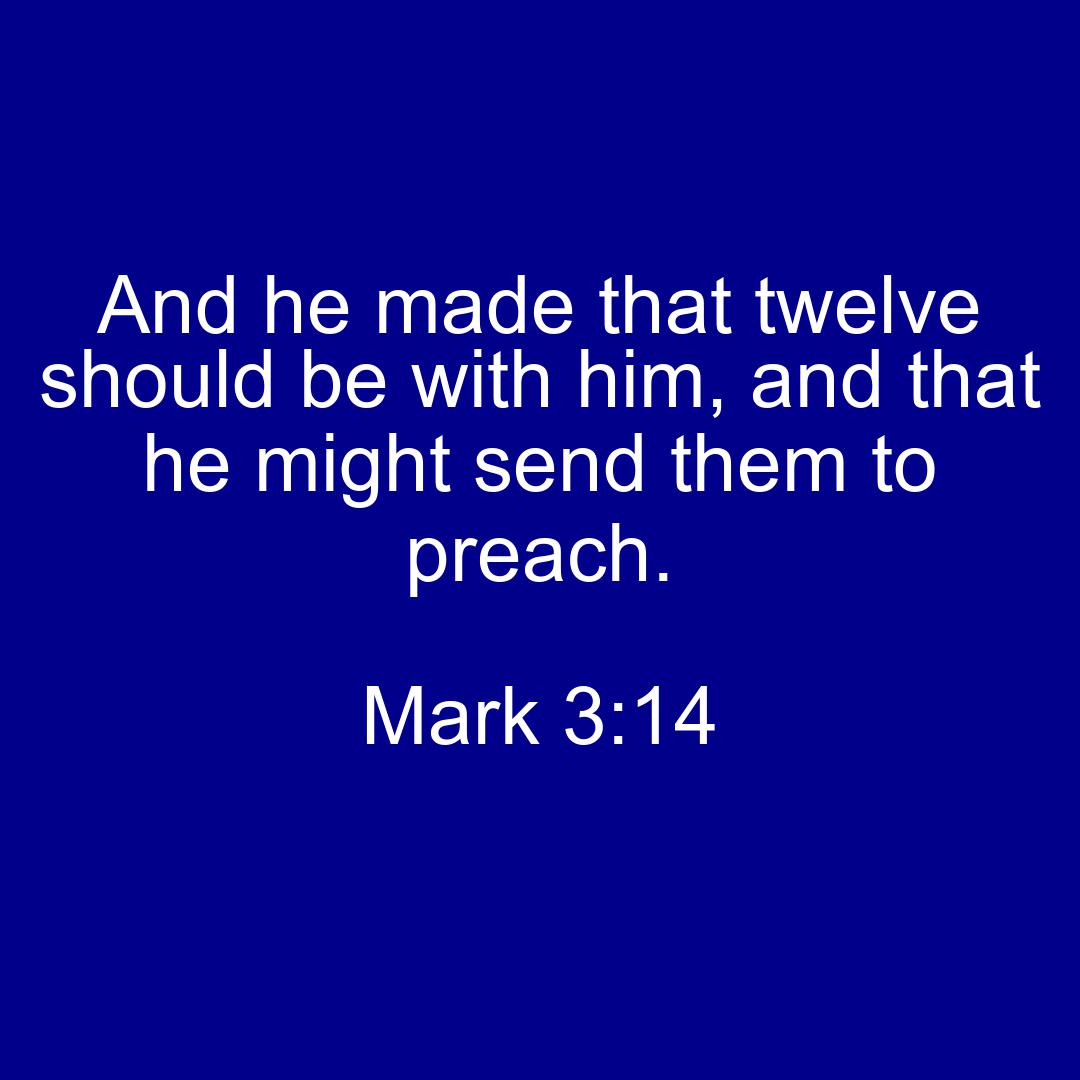 And he made that twelve
should be with him, and that
he might send them to
preach.
Mark 3:14